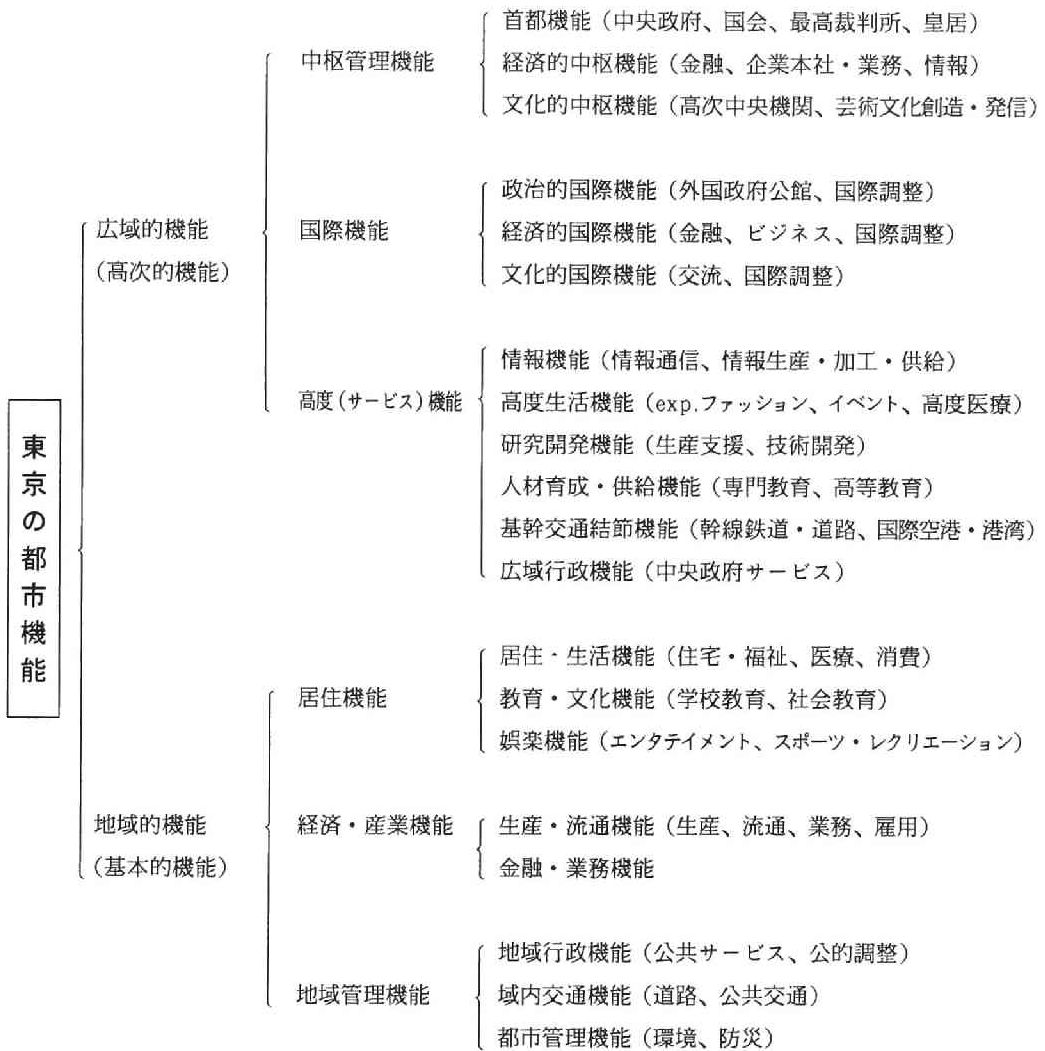 東京の都市機能
広域的機能
(高次的機能)
中枢管理機能
首都機能(中央政府、国会、最高裁判所、皇居)
経済的中枢機能(金融、企業本社・業務、情報)
文化的中枢機能(高次中央機関、芸術文化創造・発信)
国際機能
政治的国際機能(外国政府公館、国際調整)
経済的国際機能(金融、ビジネス、国際調整)
文化的国際機能(交流、国際調整)
高度(サービス)機能
情報機能(情報通信、情報生産・加工・供給)
高度生活機能(exp.ファッション、イベント、高度医療)
研究開発機能(生産支援、技術開発)
人材育成・供給機能(専門教育、高等教育)
基幹交通結節機能(幹線鉄道・道路、国際空港・港湾)
広域行政機能(中央政府サービス)
地域的機能
(基本的機能)
居住機能
居住・生活機能(住宅・福祉、医療、消費)
教育・文化機能(学校教育、社会教育)
娯楽機能(エンタテイメント、スポーツ・レクリエーション)
経済・産業機能
生産・流通機能(生産、流通、業務、雇用)
金融・業務機能
地域管理機能
地域行政機能(公共サービス、公的調整)
域内交通機能(道路、公共交通)
都市管理機能(環境、防災)